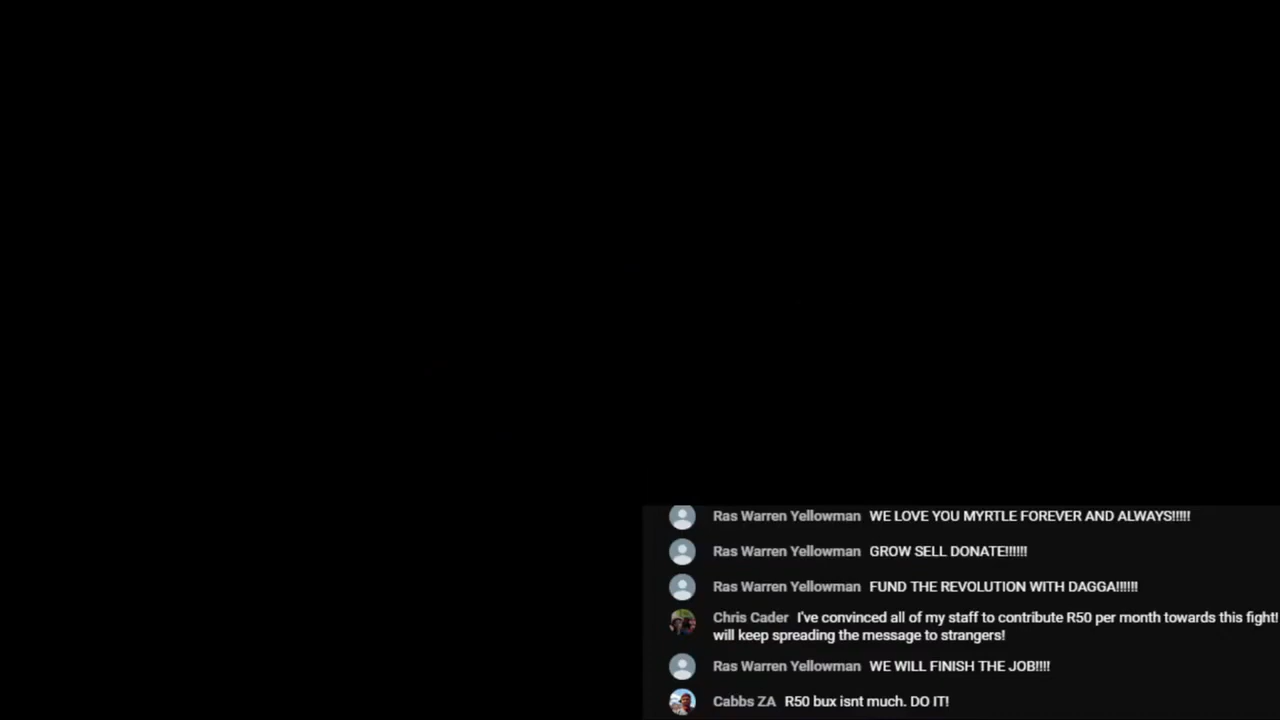 Ras Warren Yellowman WE LOVE YOU MYRTLE FOREVER AND ALWAYS!!!!!
Ras Warren Yellowman GROW SELL DONATE!!!!!!
Ras Warren Yellowman FUND THE REVOLUTION WITH DAGGA!!!!!!
Chris Cader I've convinced all of my staff to contribute R50 per month towards this fight!
will keep spreading the message to strangers!
Ras Warren Yellowman WE WILL FINISH THE JOB!!!!
Cabbs ZA R50 bux isnt much. DO IT!